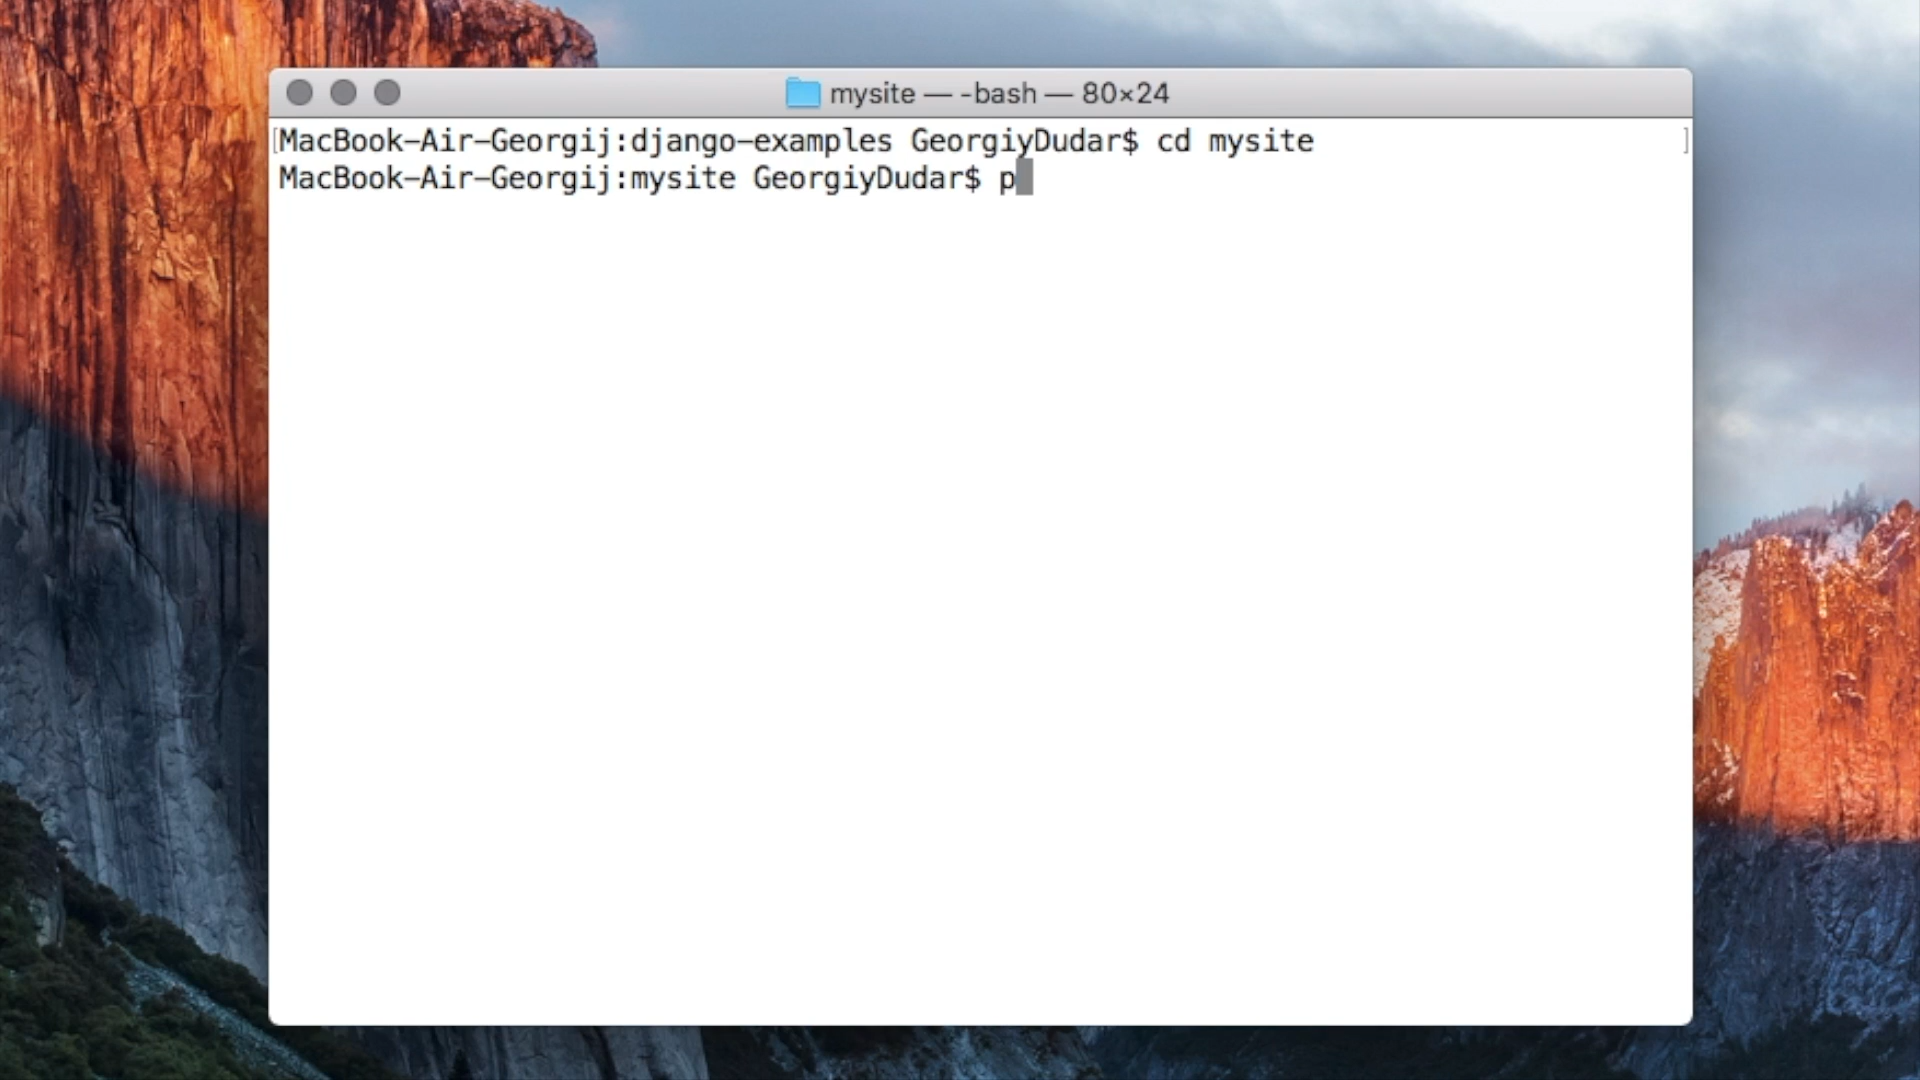 mysite — -bash — 80×24
[MacBook-Air-Georgij:django-examples GeorgiyDudar$ cd mysite ]
MacBook-Air-Georgij:mysite GeorgiyDudar$ p